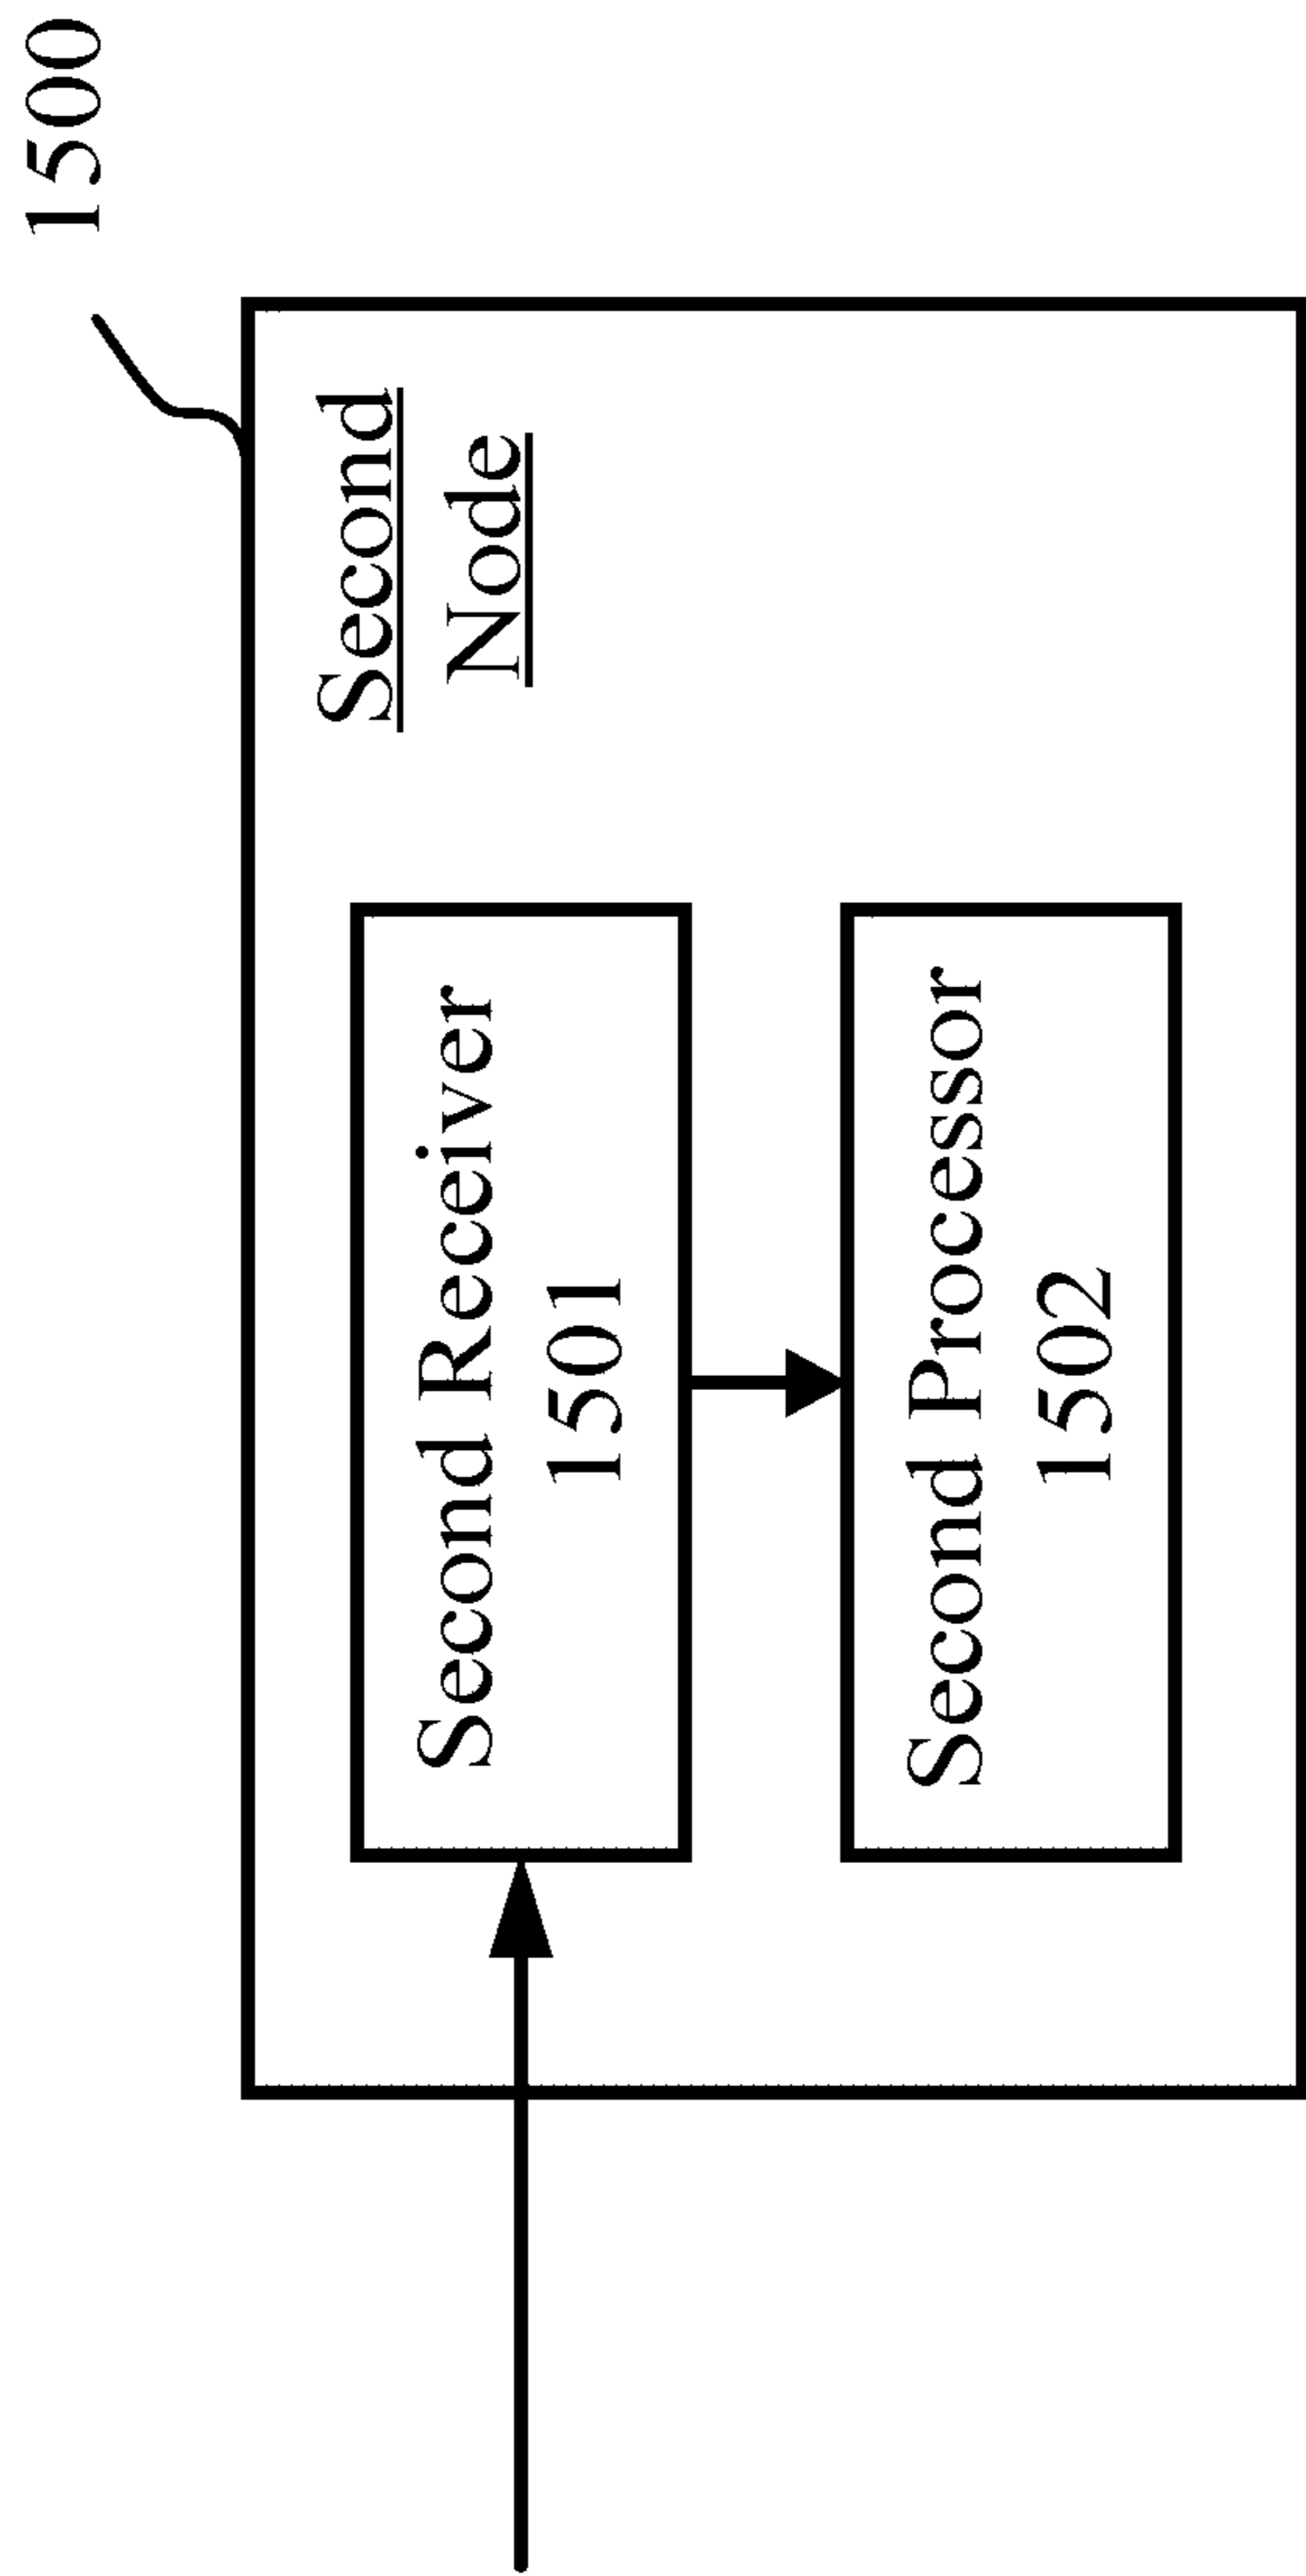 1500
Second
Node
Second Receiver
1501
Second Processor
1502